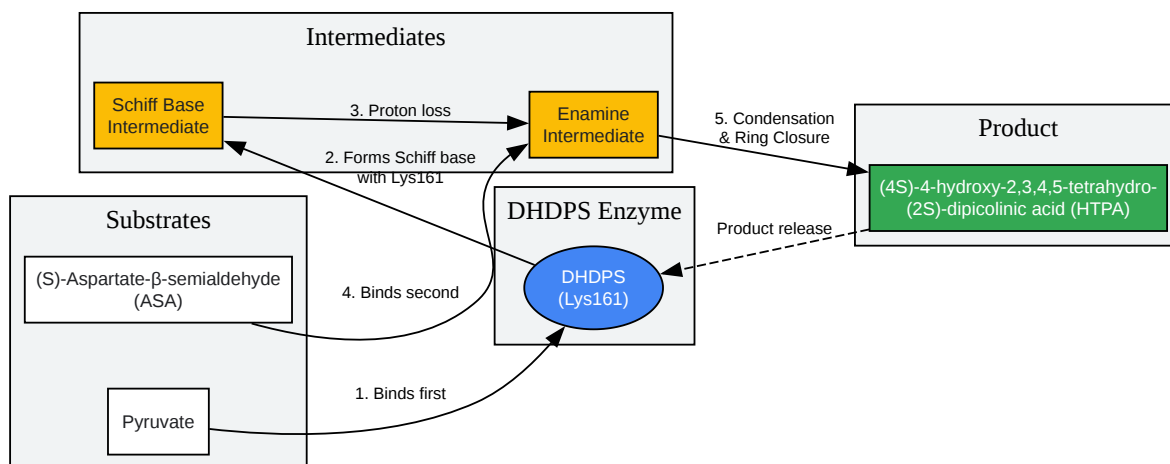 Intermediates
Schiff Base
Intermediate
3. Proton loss
Enamine
Intermediate
5. Condensation
& Ring Closure
Product
(4S)-4-hydroxy-2,3,4,5-tetrahydro-
(2S)-dipicolinic acid (HTPA)
2. Forms Schiff base
with Lys161
Substrates
DHDPS Enzyme
Product release
(S)-Aspartate-β-semialdehyde
(ASA)
4. Binds second
DHDPS
(Lys161)
1. Binds first
Pyruvate